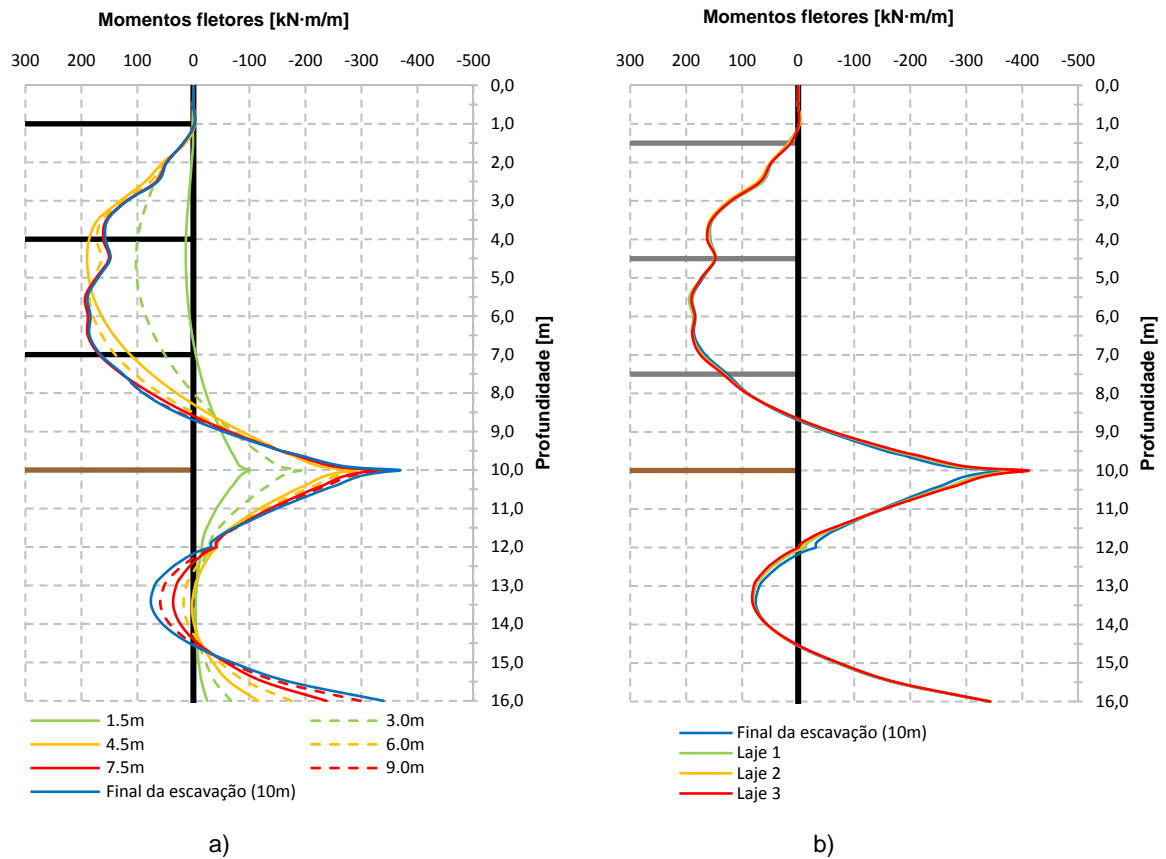 Momentos fletores [kN·m/m]
300 200 100 0 -100 -200 -300 -400 -500
0,0
1,0
2,0
3,0
4,0
5,0
6,0
7,0
8,0
9,0
10,0
11,0
12,0
13,0
14,0
15,0
16,0
Profundidade [m]
1.5m
3.0m
4.5m
6.0m
7.5m
9.0m
Final da escavação (10m)
a)
Momentos fletores [kN·m/m]
300 200 100 0 -100 -200 -300 -400 -500
0,0
1,0
2,0
3,0
4,0
5,0
6,0
7,0
8,0
9,0
10,0
11,0
12,0
13,0
14,0
15,0
16,0
Profundidade [m]
Final da escavação (10m)
Laje 1
Laje 2
Laje 3
b)